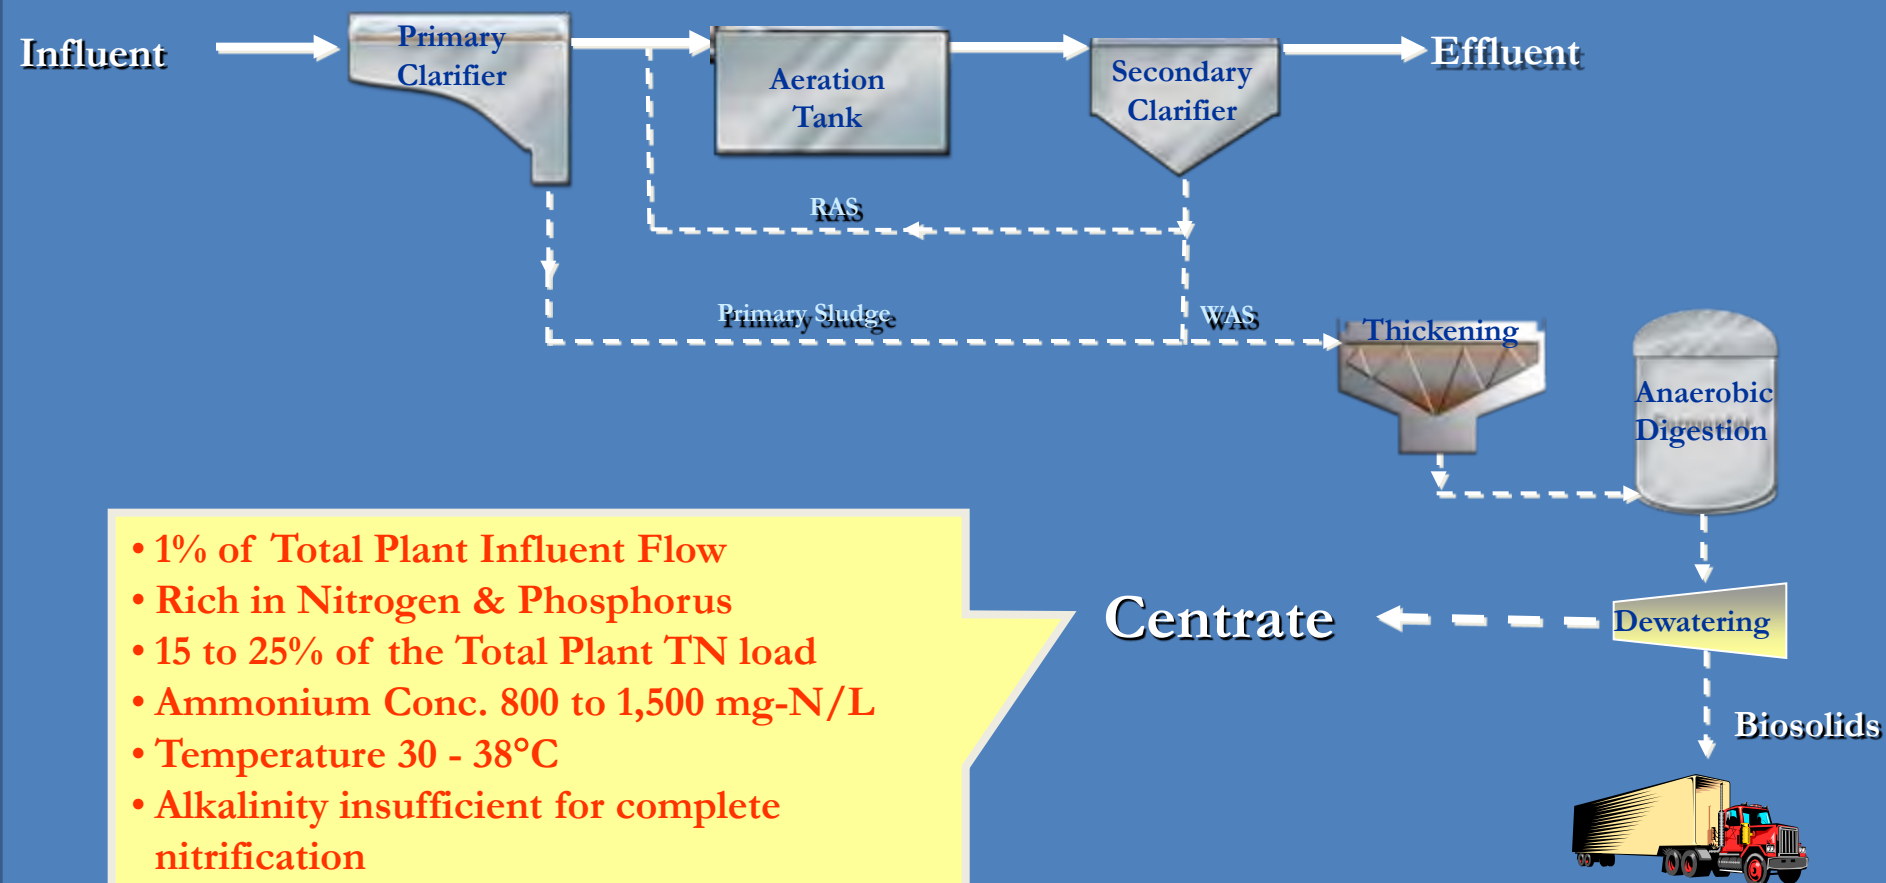 Influent
Primary
Clarifier
Aeration
Tank
Secondary
Clarifier
Effluent
RAS
Primary Sludge
WAS
Thickening
Anaerobic
Digestion
• 1% of Total Plant Influent Flow
• Rich in Nitrogen & Phosphorus
• 15 to 25% of the Total Plant TN load
• Ammonium Conc. 800 to 1,500 mg-N/L
• Temperature 30 - 38°C
• Alkalinity insufficient for complete
nitrification
Centrate
Dewatering
Biosolids